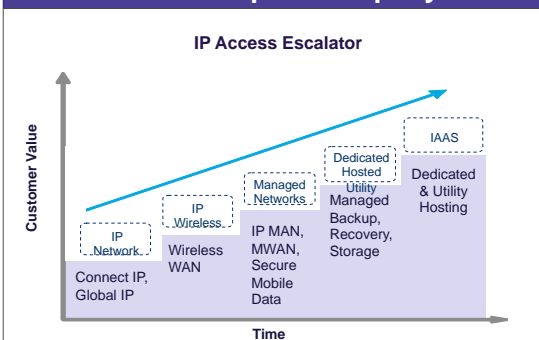 IP Access Escalator
Customer Value
IP
Network
Connect IP,
Global IP
IP
Wireless
Wireless
WAN
Managed
Networks
IP MAN,
MWAN,
Secure
Mobile
Data
Dedicated
Hosted
Utility
Managed
Backup,
Recovery,
Storage
IAAS
Dedicated
& Utility
Hosting
Time